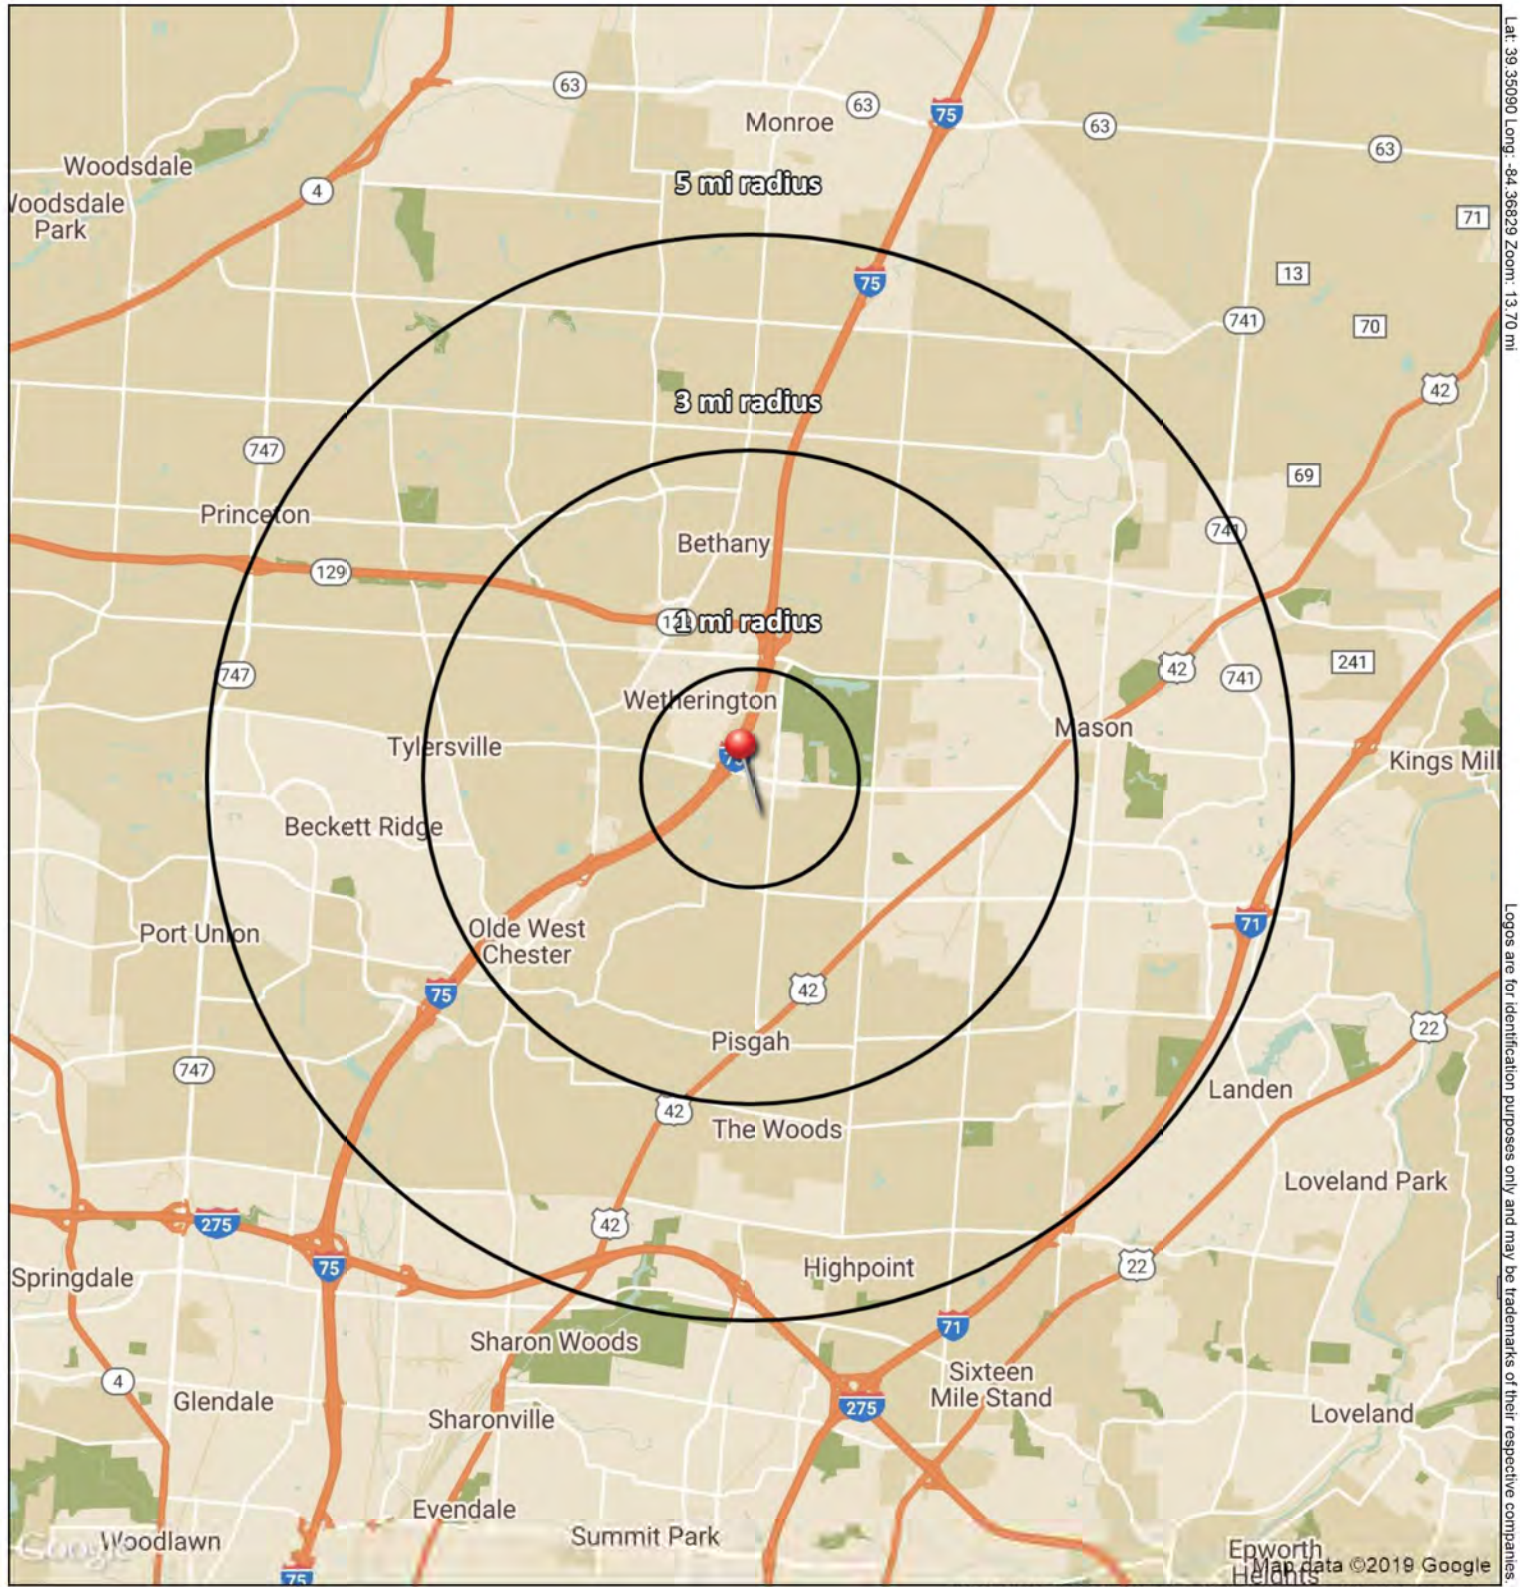 63
Monroe
63
75
63
63
Woodsdale
4
5 mi radius
Woodsdale
Park
71
75
13
741
70
42
3 mi radius
747
69
Princeton
741
Bethany
129
1 mi radius
42
241
747
741
Wetherington
Mason
Tylersville
Kings Mill
Beckett Ridge
Olde West
Chester
Port Union
71
75
42
22
Pisgah
747
Landen
42
The Woods
Loveland Park
275
42
75
Highpoint
22
Springdale
71
Sharon Woods
Sixteen
Mile Stand
4
Glendale
275
Sharonville
Loveland
Evendale
Summit Park
Woodlawn
Google
Epworth
Heights
Map data ©2019 Google
75
Lat: 39.35090 Long: -84.36829 Zoom: 13.70 mi
Logos are for identification purposes only and may be trademarks of their respective companies.